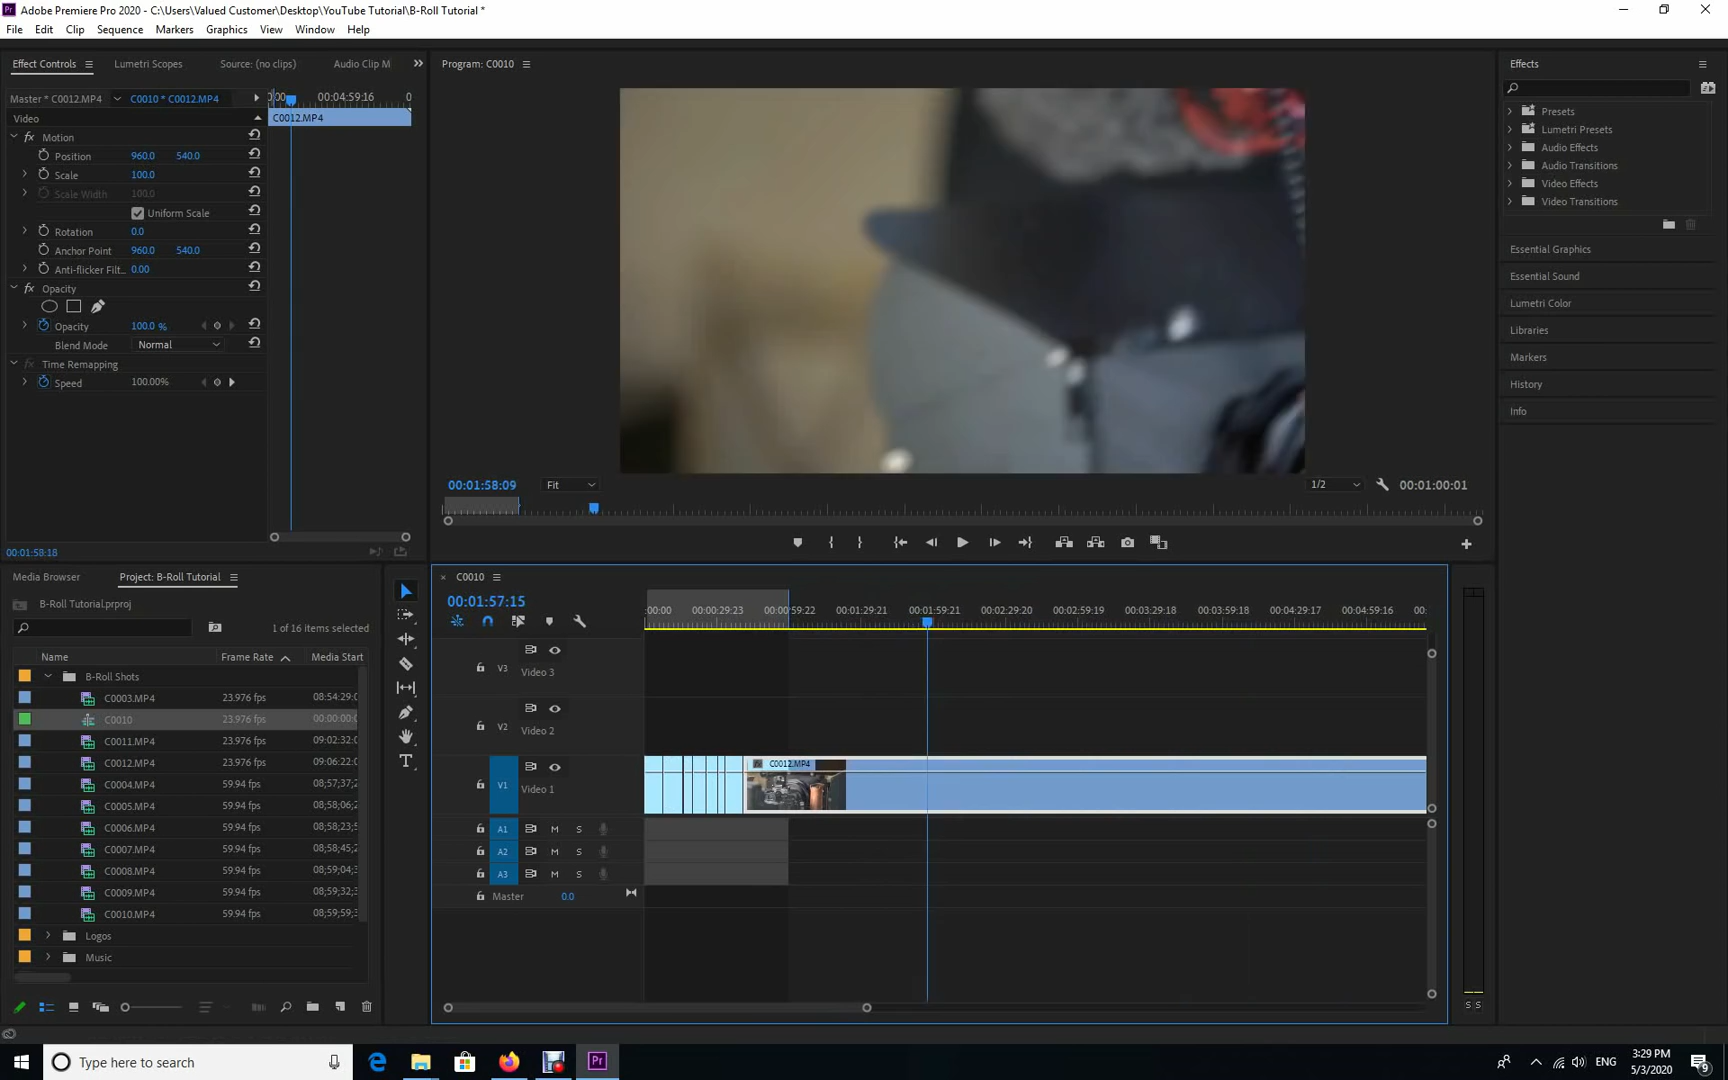 Adobe Premiere Pro 2020 - C:\Users\Valued Customer\Desktop\YouTube Tutorial\B-Roll Tutorial *
File Edit Clip Sequence Markers Graphics View Window Help
Effect Controls Lumetri Scopes Source: (no clips) Audio Clip M
Program: C0010
Effects
Master * C0012.MP4 C0010 * C0012.MP4
00:04:59:16
Video
C0012.MP4
Motion
Position 960.0 540.0
Scale 100.0
Scale Width 100.0
Uniform Scale
Rotation 0.0
Anchor Point 960.0 540.0
Anti-flicker Filt... 0.00
Opacity
Opacity 100.0 %
Blend Mode Normal
Time Remapping
Speed 100.00%
00:01:58:18
00:01:58:09 Fit 1/2 00:01:00:01
Presets
Lumetri Presets
Audio Effects
Audio Transitions
Video Effects
Video Transitions
Essential Graphics
Essential Sound
Lumetri Color
Libraries
Markers
History
Info
Media Browser Project: B-Roll Tutorial
B-Roll Tutorial.prproj
1 of 16 items selected
Name Frame Rate Media Start
B-Roll Shots
C0003.MP4 23.976 fps 08:54:29:0
C0010 23.976 fps 00:00:00:0
C0011.MP4 23.976 fps 09:02:32:0
C0012.MP4 23.976 fps 09:06:22:0
C0004.MP4 59.94 fps 08;57;37;2
C0005.MP4 59.94 fps 08;58;06;2
C0006.MP4 59.94 fps 08;58;23;5
C0007.MP4 59.94 fps 08;58;45;2
C0008.MP4 59.94 fps 08;59;04;3
C0009.MP4 59.94 fps 08;59;32;3
C0010.MP4 59.94 fps 08;59;59;3
Logos
Music
C0010
00:01:57:15
:00:00 00:00:29:23 00:00:59:22 00:01:29:21 00:01:59:21 00:02:29:20 00:02:59:19 00:03:29:18 00:03:59:18 00:04:29:17 00:04:59:16 00:
V3 Video 3
V2 Video 2
V1 Video 1
C0012.MP4
A1 M S
A2 M S
A3 M S
Master 0.0
S S
Type here to search
Pr
ENG
3:29 PM
5/3/2020
9